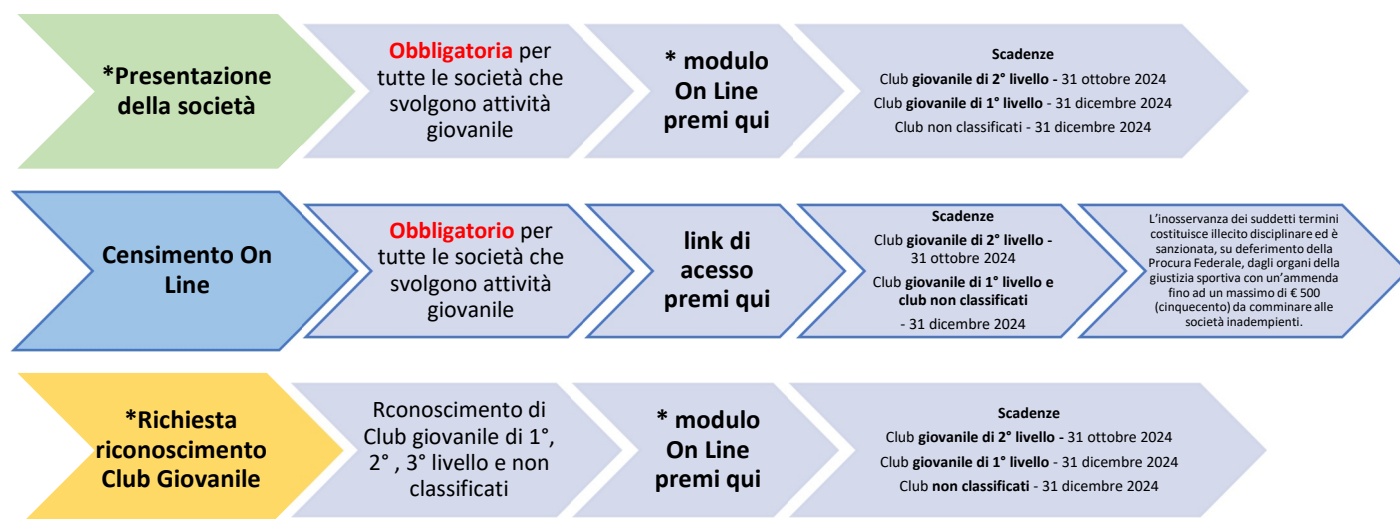 *Presentazione
della società
Obbligatoria per
tutte le società che
svolgono attività
giovanile
* modulo
On Line
premi qui
Scadenze
Club giovanile di 2° livello - 31 ottobre 2024
Club giovanile di 1° livello - 31 dicembre 2024
Club non classificati - 31 dicembre 2024
Censimento On
Line
Obbligatorio per
tutte le società che
svolgono attività
giovanile
link di
acesso
premi qui
Scadenze
Club giovanile di 2° livello -
31 ottobre 2024
Club giovanile di 1° livello e
club non classificati
- 31 dicembre 2024
L'inosservanza dei suddetti termini
costituisce illecito disciplinare ed è
sanzionata, su deferimento della
Procura Federale, dagli organi della
giustizia sportiva con un'ammenda
fino ad un massimo di € 500
(cinquecento) da comminare alle
società inadempienti.
*Richiesta
riconoscimento
Club Giovanile
Rconoscimento di
Club giovanile di 1°,
2° , 3° livello e non
classificati
* modulo
On Line
premi qui
Scadenze
Club giovanile di 2° livello - 31 ottobre 2024
Club giovanile di 1° livello - 31 dicembre 2024
Club non classificati - 31 dicembre 2024